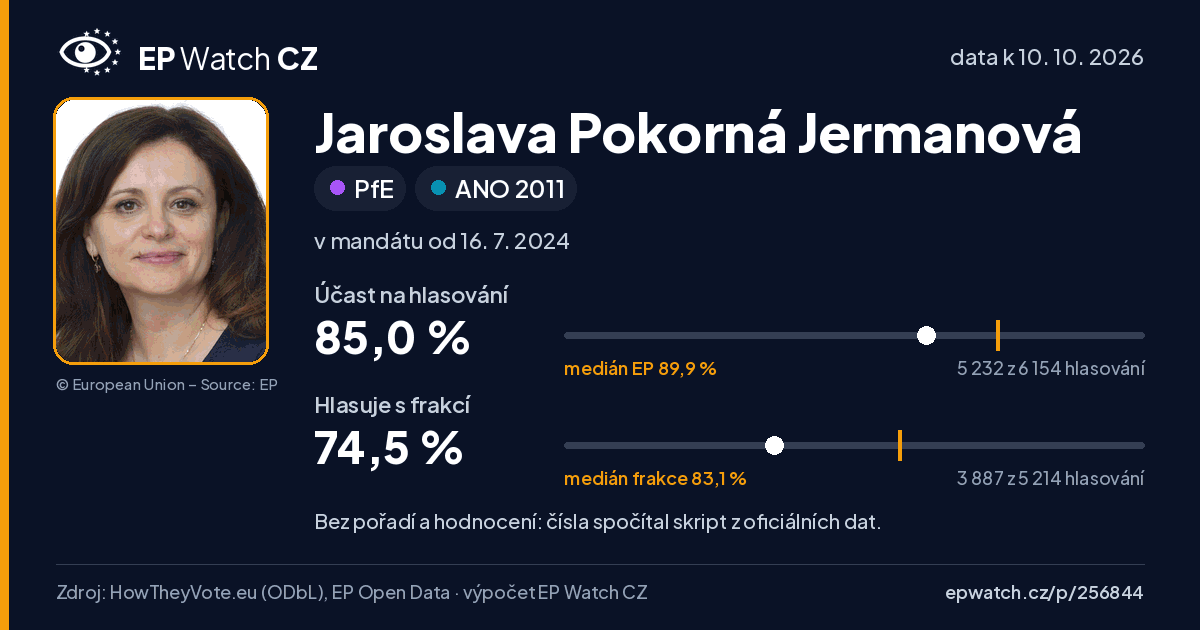 EP Watch CZ
data k 10. 10. 2026
Jaroslava Pokorná Jermanová
PfE
ANO 2011
v mandátu od 16. 7. 2024
Účast na hlasování
85,0 %
medián EP 89,9 %
5 232 z 6 154 hlasování
© European Union – Source: EP
Hlasuje s frakcí
74,5 %
medián frakce 83,1 %
3 887 z 5 214 hlasování
Bez pořadí a hodnocení: čísla spočítal skript z oficiálních dat.
Zdroj: HowTheyVote.eu (ODbL), EP Open Data · výpočet EP Watch CZ
epwatch.cz/p/256844